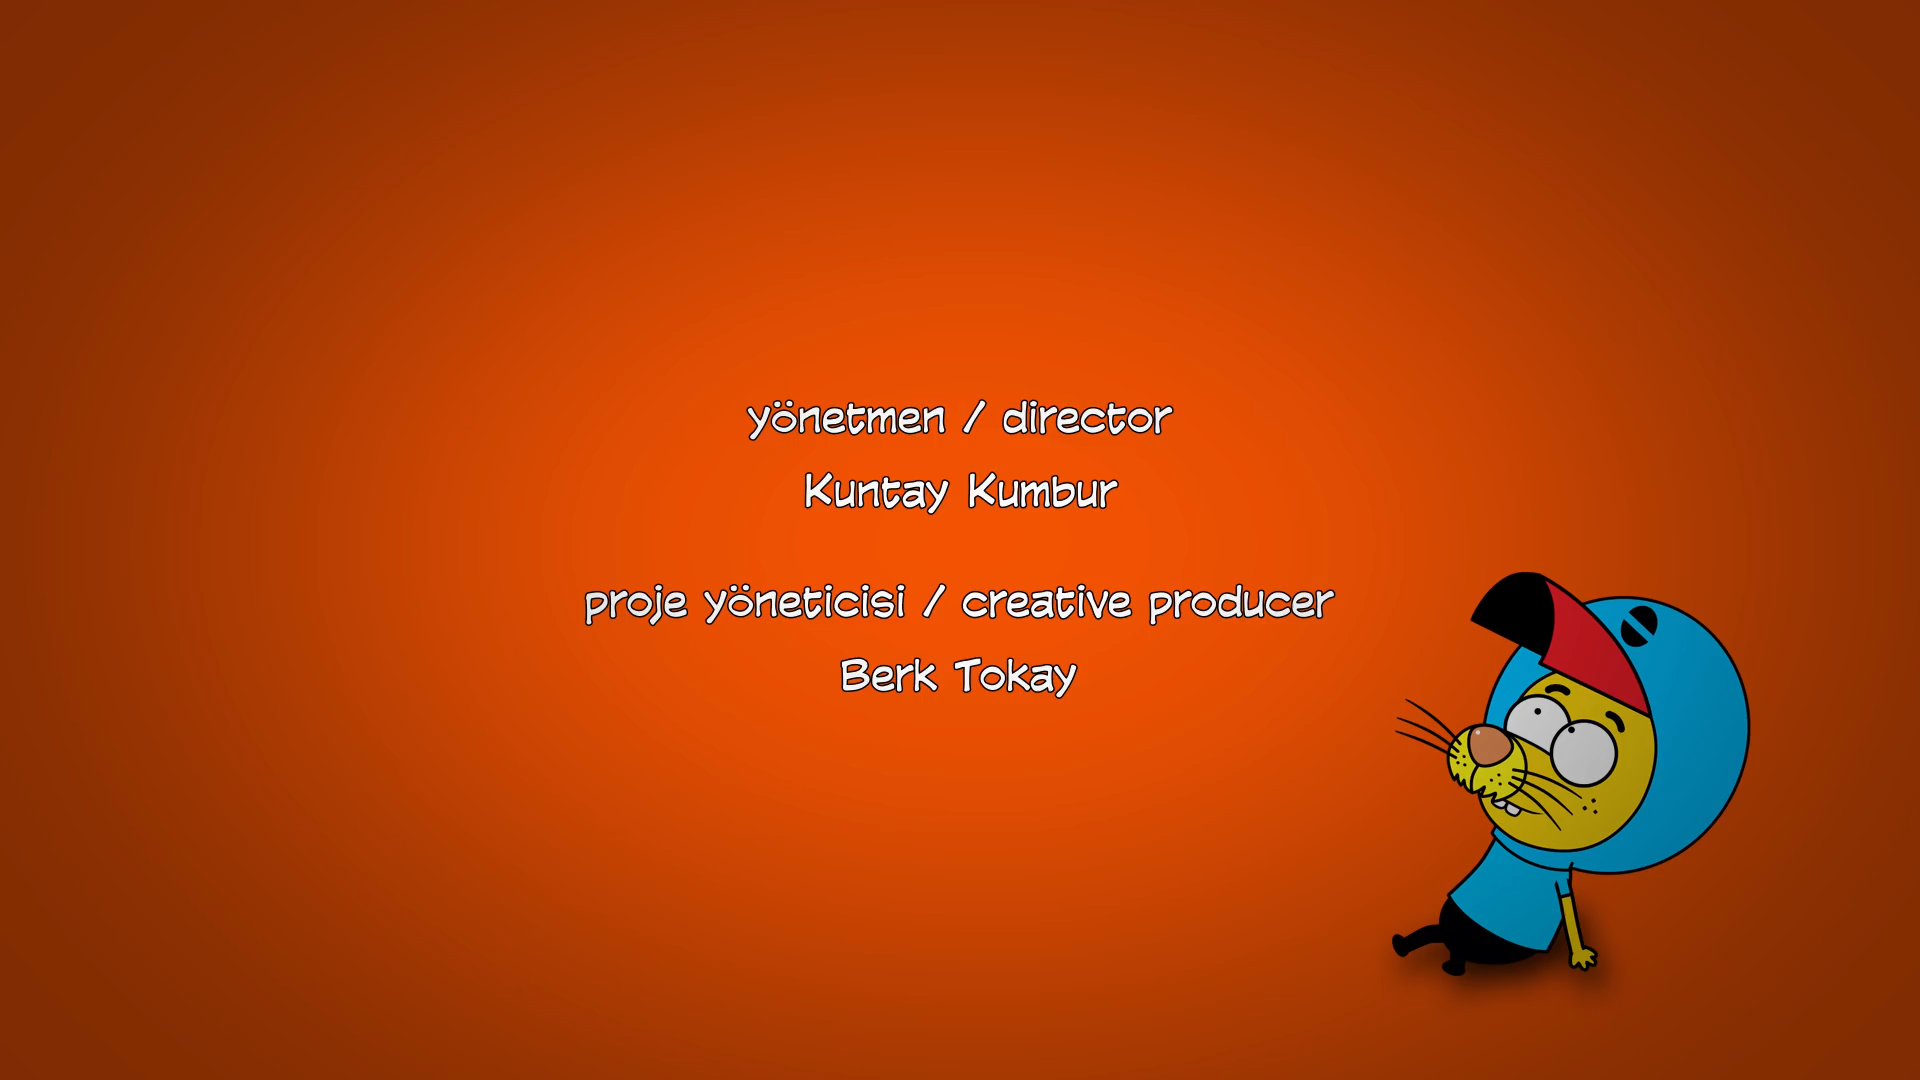 yönetmen / director
Kuntay Kumbur
proje yöneticisi / creative producer
Berk Tokay